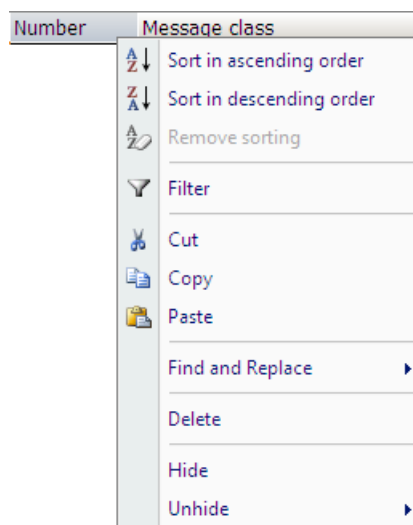 Number Message class
Sort in ascending order
Sort in descending order
Remove sorting
Filter
Cut
Copy
Paste
Find and Replace
Delete
Hide
Unhide